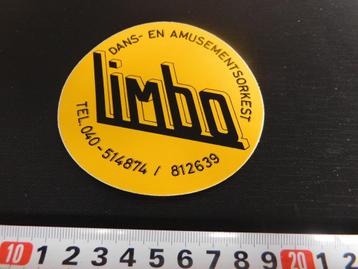 DANS- EN AMUSEMENTSORKEST
Limbo
TEL. 040-514874 / 812639
10 1 2 3 4 5 6 7 8 9 20 1 2